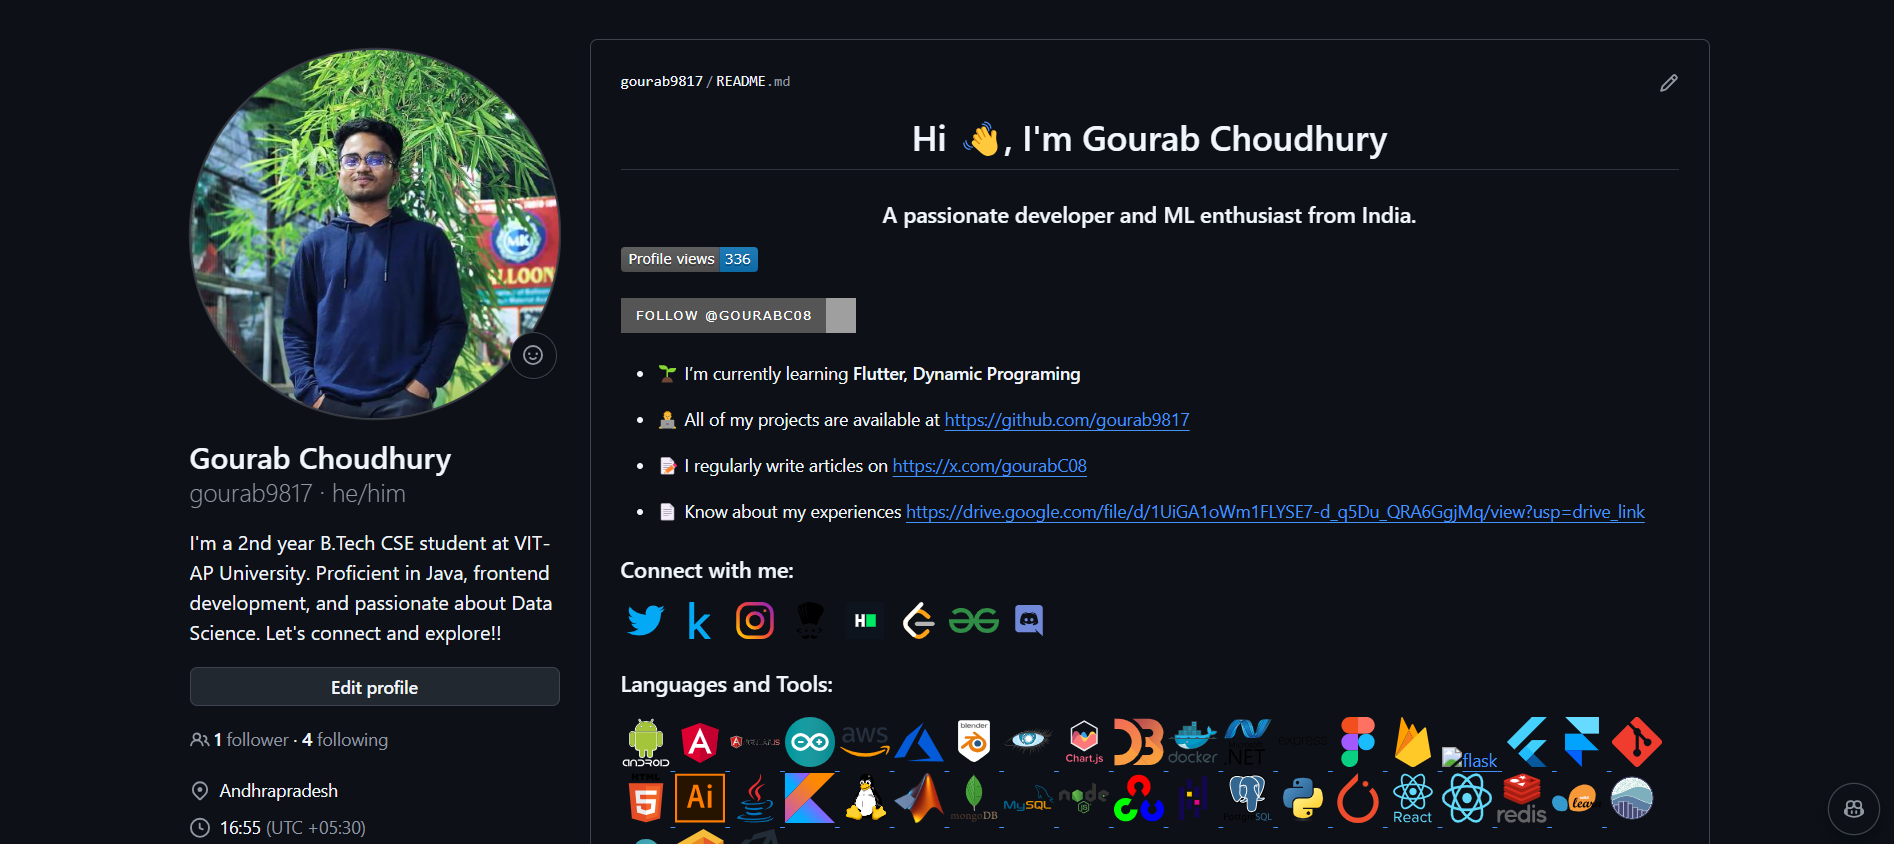 gourab9817/README.md
Hi 👋, I'm Gourab Choudhury
A passionate developer and ML enthusiast from India.
Profile views 336
FOLLOW @GOURABC08
🌱 I’m currently learning Flutter, Dynamic Programing
👨‍💻 All of my projects are available at https://github.com/gourab9817
📝 I regularly write articles on https://x.com/gourabC08
📄 Know about my experiences https://drive.google.com/file/d/1UiGA1oWm1FLYSE7-d_q5Du_QRA6GgjMq/view?usp=drive_link
Connect with me:
Languages and Tools:
ANDROID
aws
blender
Chart.js
docker
.NET
express
flask
HTML
Ai
mongoDB
MySQL
node
PostgreSQL
React
redis
learn
MK
LLOON
Gourab Choudhury
gourab9817 · he/him
I'm a 2nd year B.Tech CSE student at VIT-
AP University. Proficient in Java, frontend
development, and passionate about Data
Science. Let's connect and explore!!
Edit profile
1 follower · 4 following
Andhrapradesh
16:55 (UTC +05:30)